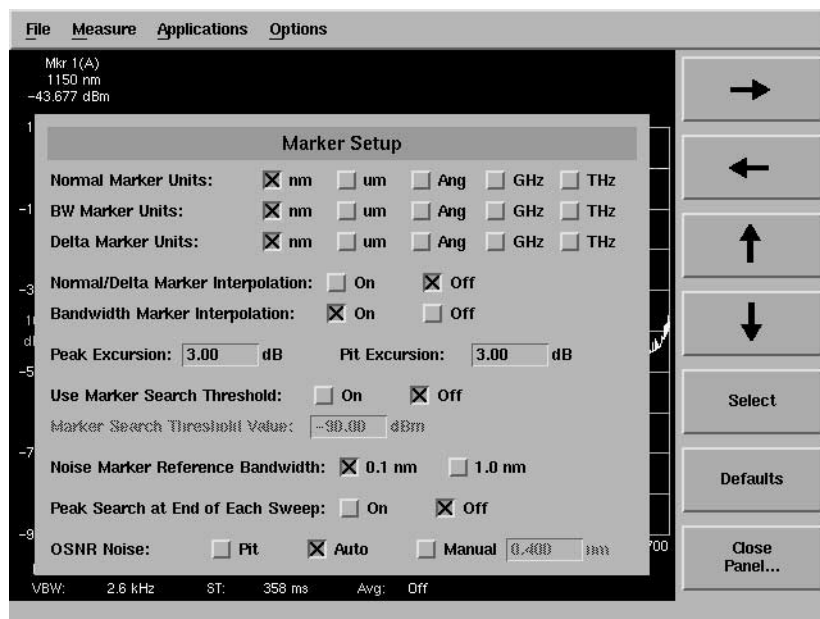 File Measure Applications Options
Mkr 1(A)
1150 nm
-43.677 dBm
Marker Setup
Normal Marker Units: nm um Ang GHz THz
BW Marker Units: nm um Ang GHz THz
Delta Marker Units: nm um Ang GHz THz
Normal/Delta Marker Interpolation: On Off
Bandwidth Marker Interpolation: On Off
Peak Excursion: 3.00 dB Pit Excursion: 3.00 dB
Use Marker Search Threshold: On Off
Marker Search Threshold Value: -90.00 dBm
Noise Marker Reference Bandwidth: 0.1 nm 1.0 nm
Peak Search at End of Each Sweep: On Off
OSNR Noise: Pit Auto Manual 0.400 nm
VBW: 2.6 kHz ST: 358 ms Avg: Off
Select
Defaults
Close
Panel...